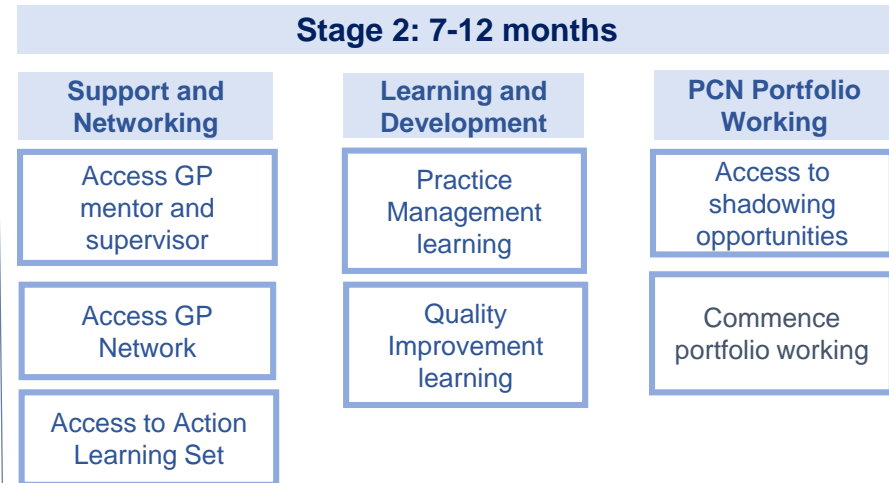 Stage 2: 7-12 months
Support and
Networking
Access GP
mentor and
supervisor
Access GP
Network
Access to Action
Learning Set
Learning and
Development
Practice
Management
learning
Quality
Improvement
learning
PCN Portfolio
Working
Access to
shadowing
opportunities
Commence
portfolio working